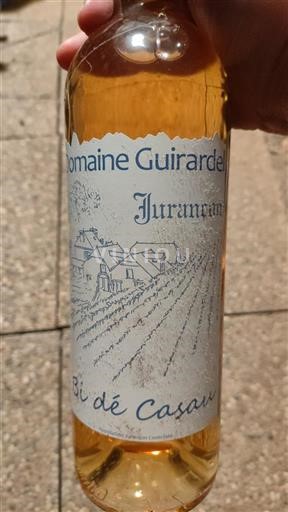 Domaine Guirardel
Jurançon
Bi dé Casau